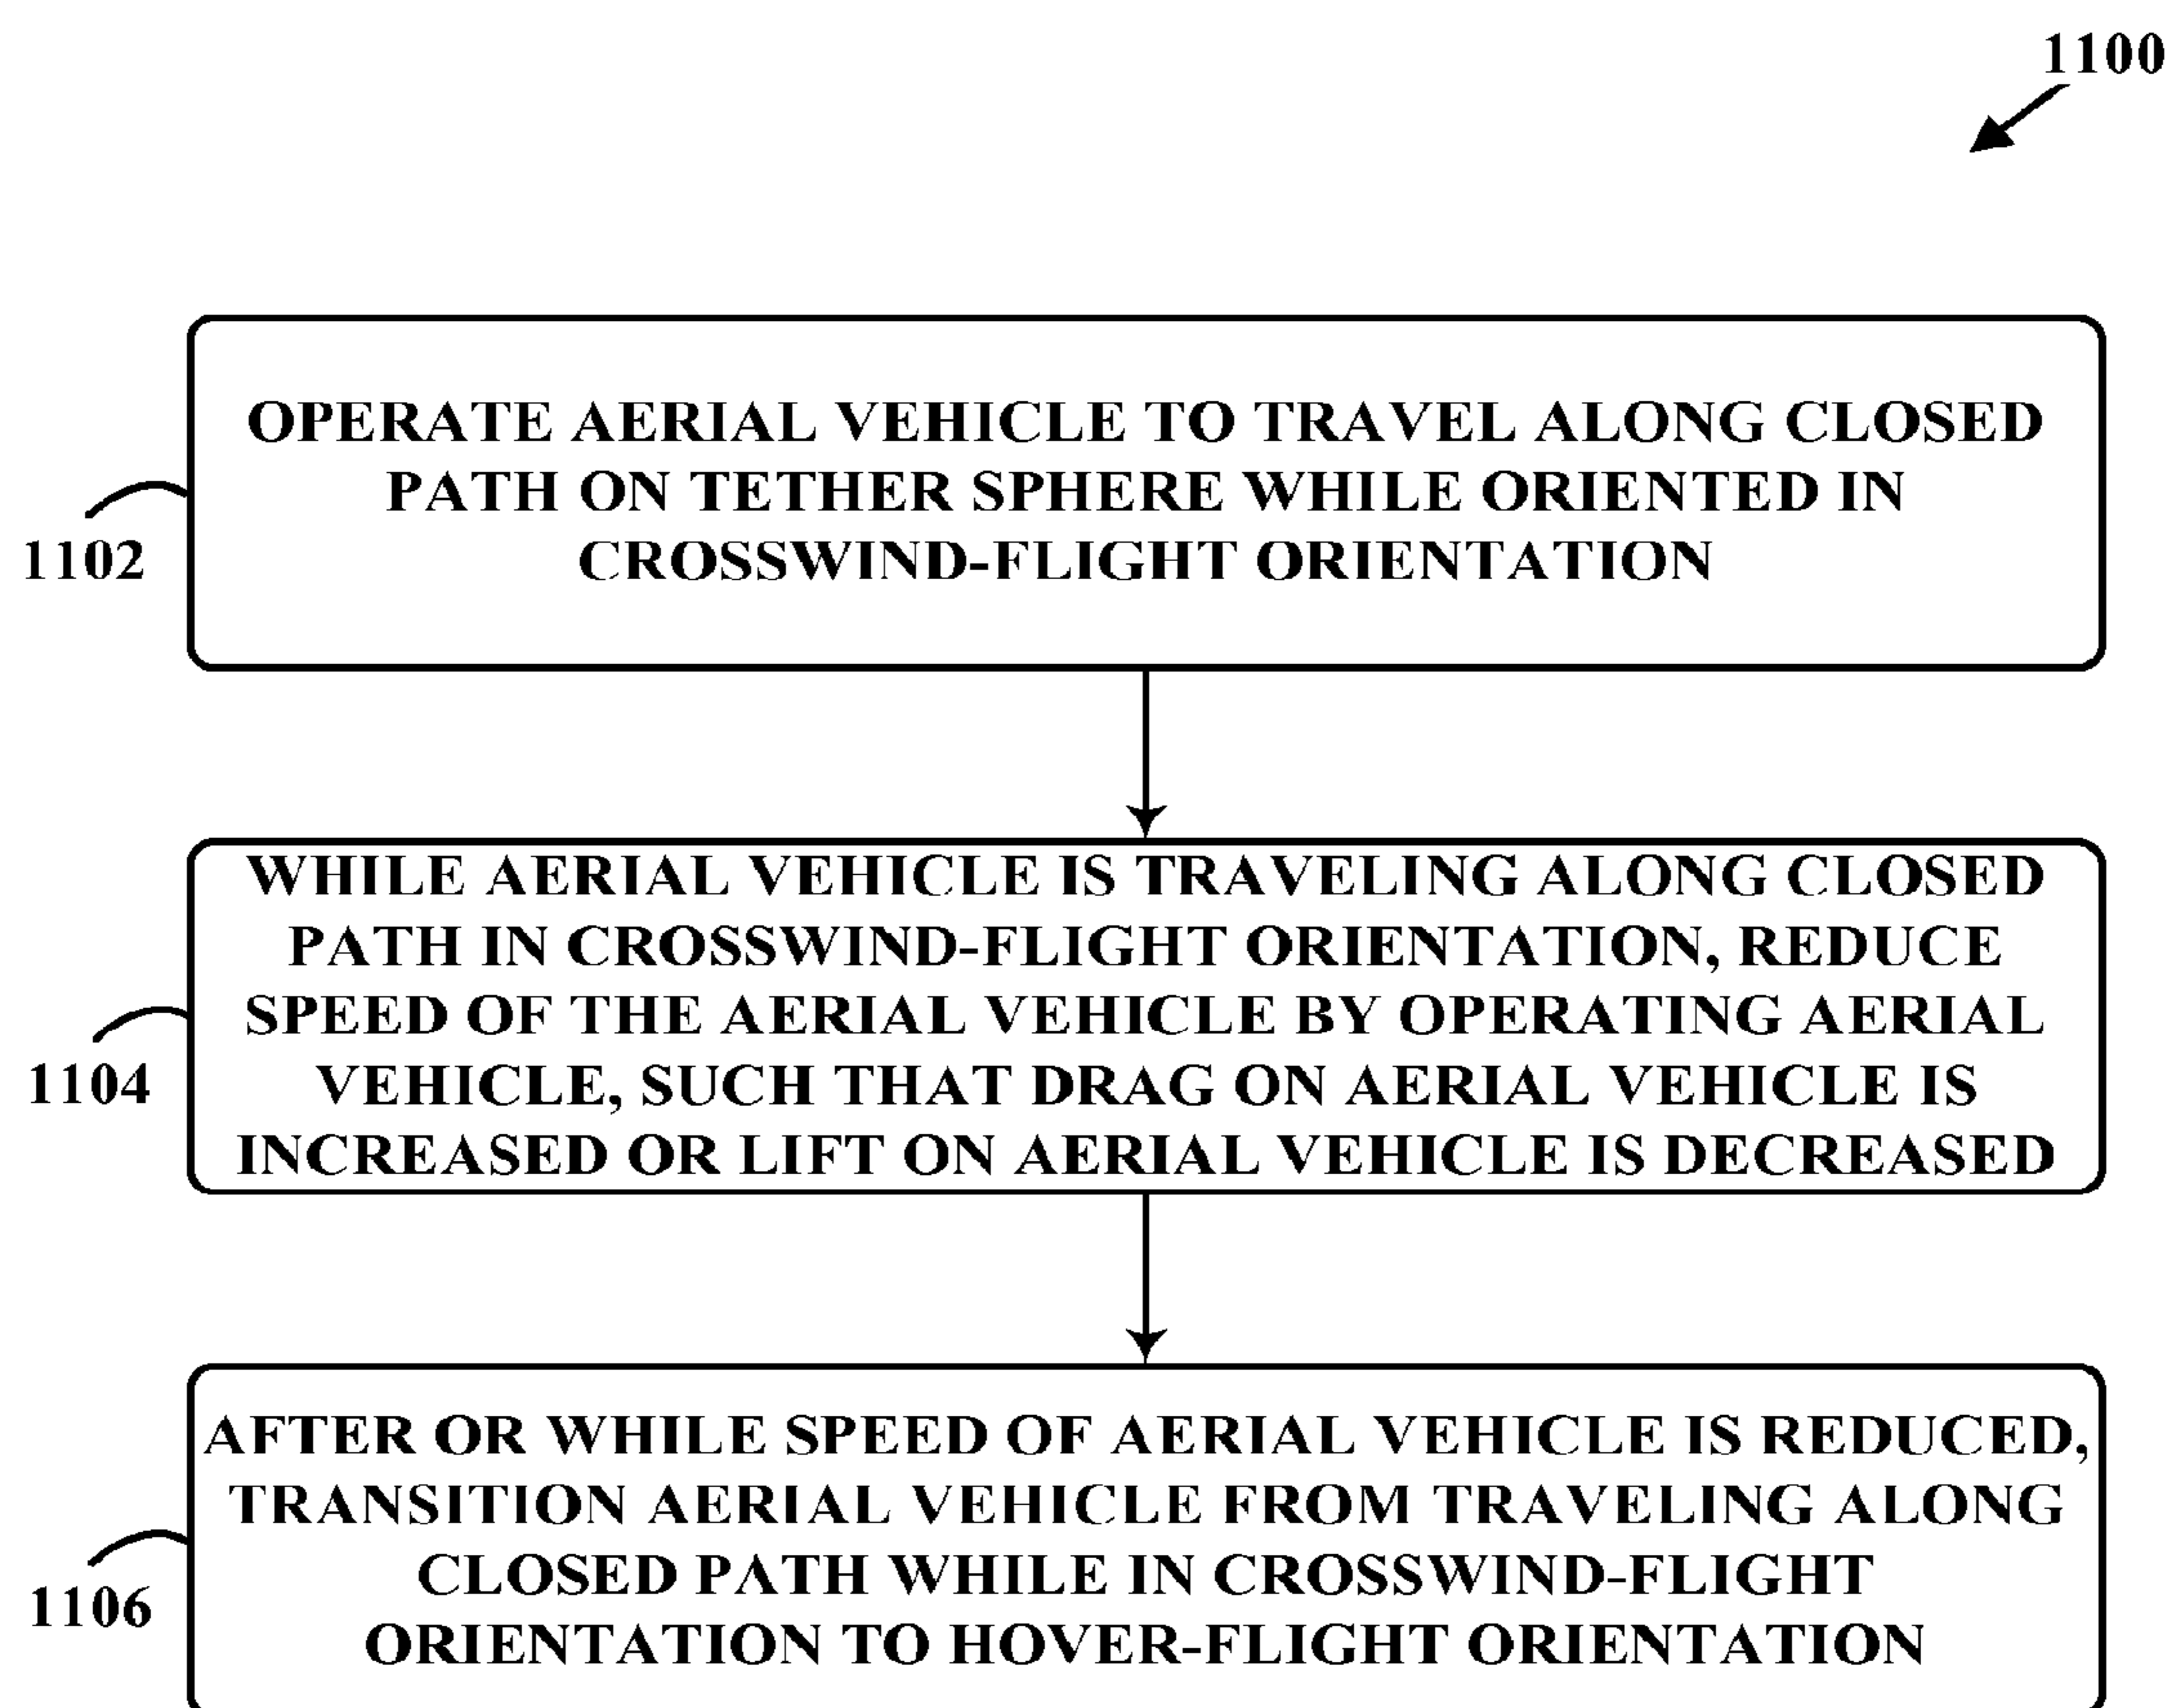 1100
OPERATE AERIAL VEHICLE TO TRAVEL ALONG CLOSED
PATH ON TETHER SPHERE WHILE ORIENTED IN
CROSSWIND-FLIGHT ORIENTATION
1102
WHILE AERIAL VEHICLE IS TRAVELING ALONG CLOSED
PATH IN CROSSWIND-FLIGHT ORIENTATION, REDUCE
SPEED OF THE AERIAL VEHICLE BY OPERATING AERIAL
VEHICLE, SUCH THAT DRAG ON AERIAL VEHICLE IS
INCREASED OR LIFT ON AERIAL VEHICLE IS DECREASED
1104
AFTER OR WHILE SPEED OF AERIAL VEHICLE IS REDUCED,
TRANSITION AERIAL VEHICLE FROM TRAVELING ALONG
CLOSED PATH WHILE IN CROSSWIND-FLIGHT
ORIENTATION TO HOVER-FLIGHT ORIENTATION
1106